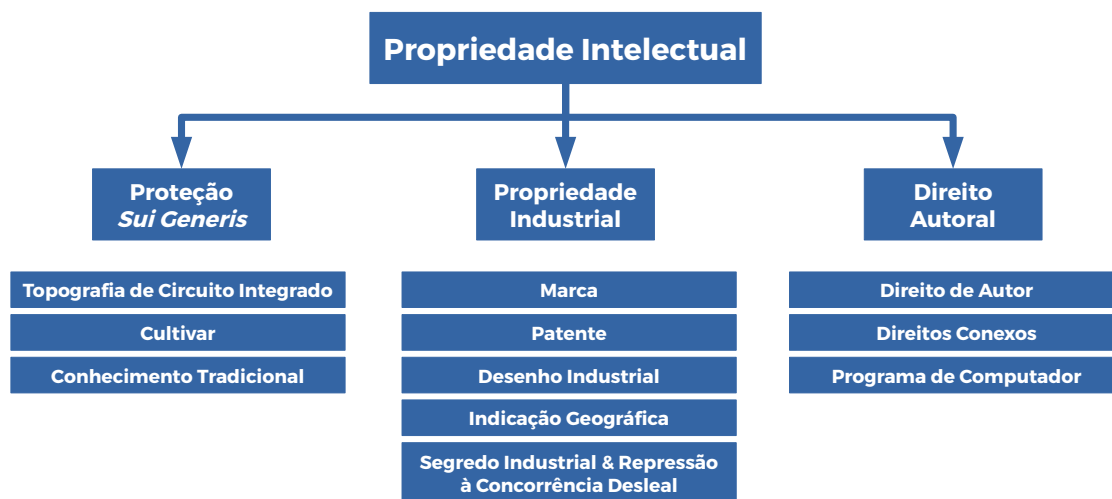 Propriedade Intelectual
Proteção
Sui Generis
Topografia de Circuito Integrado
Cultivar
Conhecimento Tradicional
Propriedade
Industrial
Marca
Patente
Desenho Industrial
Indicação Geográfica
Segredo Industrial & Repressão
à Concorrência Desleal
Direito
Autoral
Direito de Autor
Direitos Conexos
Programa de Computador